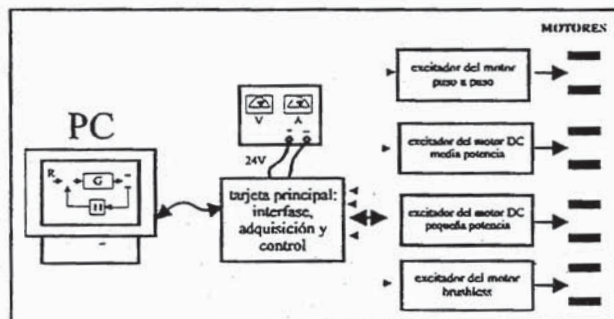 MOTORES
excitador del motor
paso a paso
PC
V A
24V
R G
H
excitador del motor DC
media potencia
tarjeta principal:
interfase,
adquisición y
control
excitador del motor DC
pequeña potencia
excitador del motor
brushless